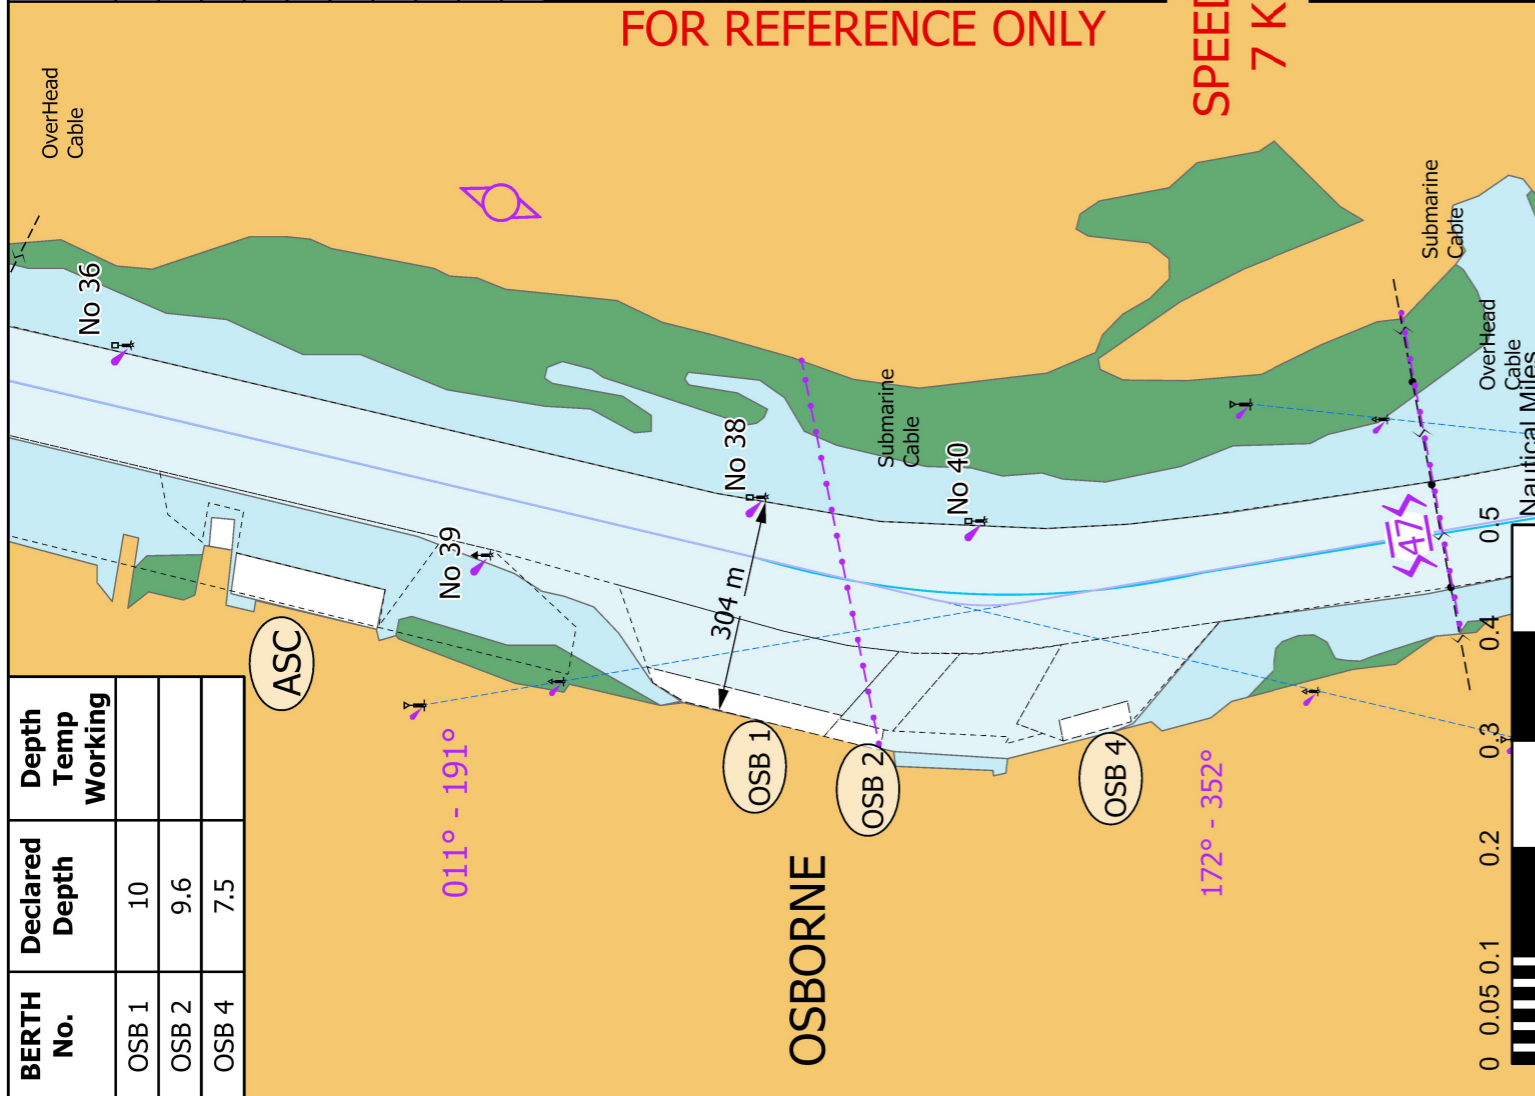 FOR REFERENCE ONLY
SPEED
7 K
OverHead
Cable
No 36
No 38
No 39
No 40
304 m
Submarine
Cable
Submarine
Cable
OverHead
Cable
47
ASC
OSB 1
OSB 2
OSB 4
011° - 191°
172° - 352°
OSBORNE
BERTH No. Declared Depth Depth Temp Working
OSB 1 10
OSB 2 9.6
OSB 4 7.5
0 0.05 0.1 0.2 0.3 0.4 0.5
Nautical Miles